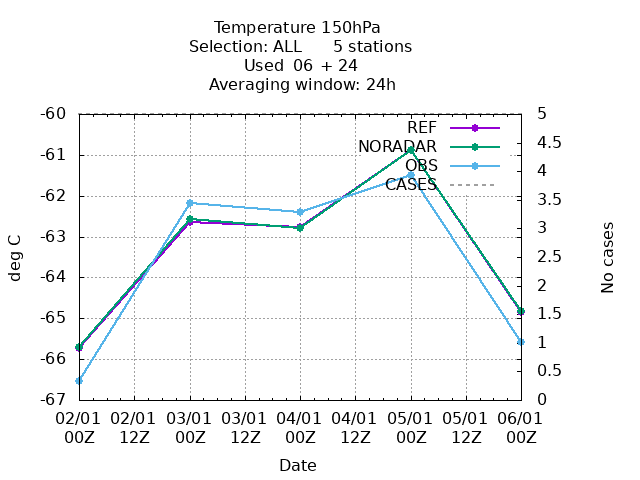 Temperature 150hPa
Selection: ALL 5 stations
Used 06 + 24
Averaging window: 24h
-60
-61
-62
-63
-64
-65
-66
-67
deg C
5
4.5
4
3.5
3
2.5
2
1.5
1
0.5
0
No cases
REF
NORADAR
OBS
CASES
02/01 02/01 03/01 03/01 04/01 04/01 05/01 05/01 06/01
00Z 12Z 00Z 12Z 00Z 12Z 00Z 12Z 00Z
Date